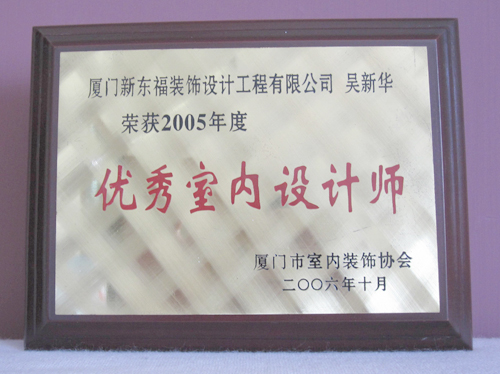 厦门新东福装饰设计工程有限公司 吴新华
荣获2005年度
优秀室内设计师
厦门市室内装饰协会
二〇〇六年十月